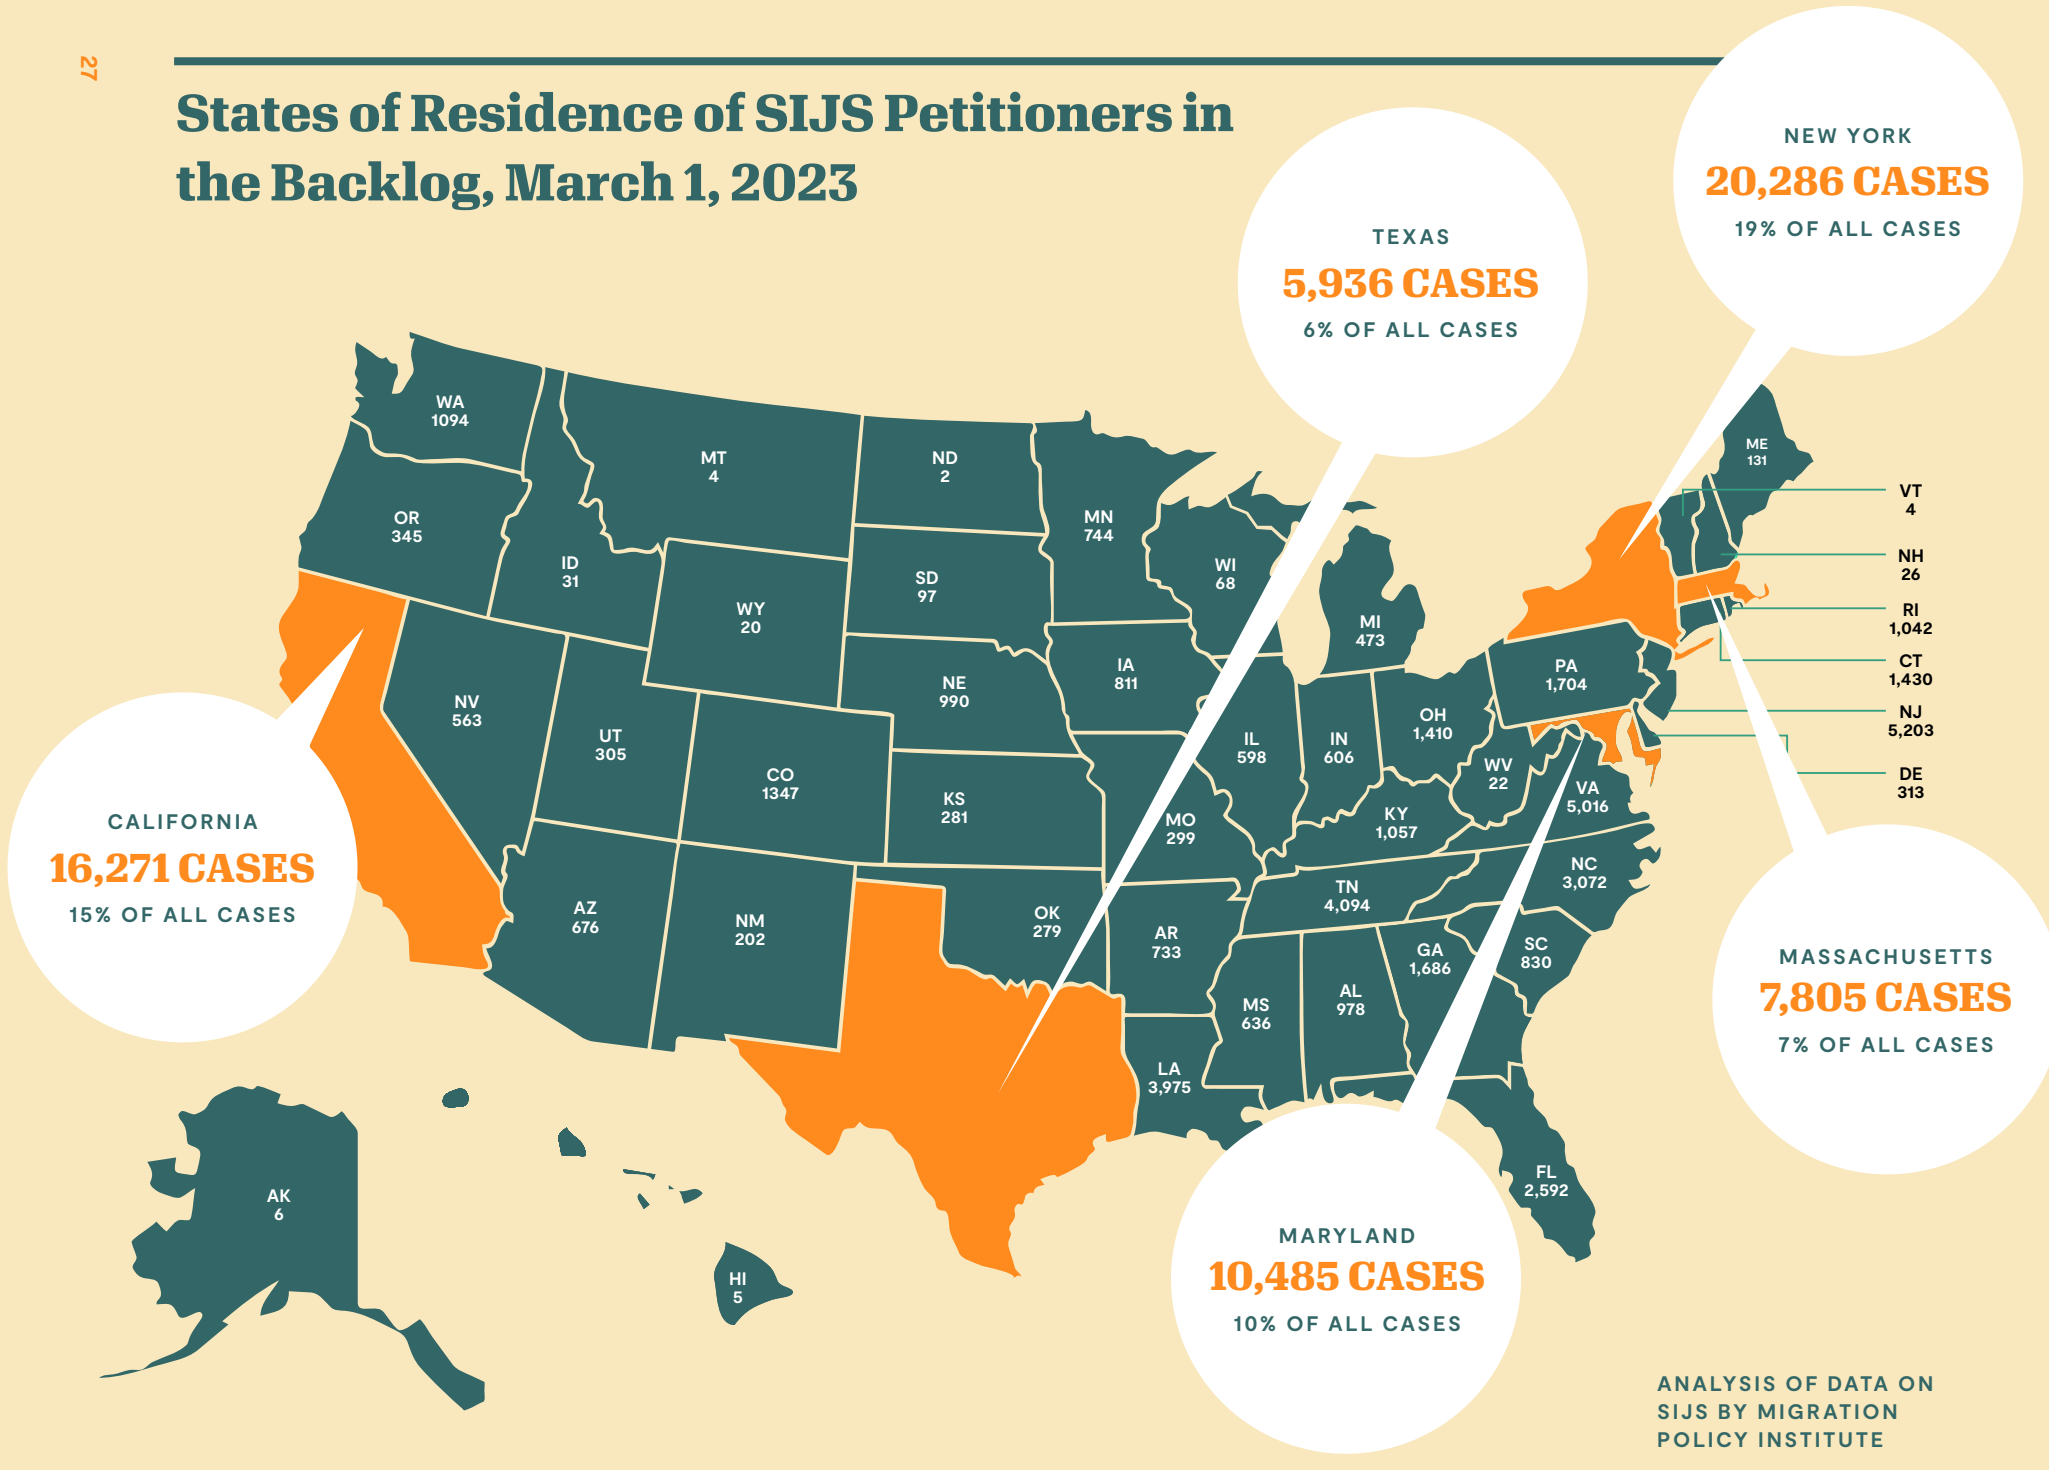 27
States of Residence of SIJS Petitioners in
the Backlog, March 1, 2023
NEW YORK
20,286 CASES
19% OF ALL CASES
TEXAS
5,936 CASES
6% OF ALL CASES
WA
1094
MT
4
ND
2
MN
744
ME
131
VT
4
OR
345
ID
31
SD
97
WI
68
NH
26
WY
20
MI
473
RI
1,042
IA
811
PA
1,704
CT
1,430
NE
990
NV
563
UT
305
CO
1347
IL
598
IN
606
OH
1,410
NJ
5,203
WV
22
DE
313
KS
281
MO
299
KY
1,057
VA
5,016
CALIFORNIA
16,271 CASES
15% OF ALL CASES
NC
3,072
TN
4,094
AZ
676
NM
202
OK
279
AR
733
GA
1,686
SC
830
MASSACHUSETTS
7,805 CASES
7% OF ALL CASES
MS
636
AL
978
LA
3,975
FL
2,592
AK
6
HI
5
MARYLAND
10,485 CASES
10% OF ALL CASES
ANALYSIS OF DATA ON
SIJS BY MIGRATION
POLICY INSTITUTE